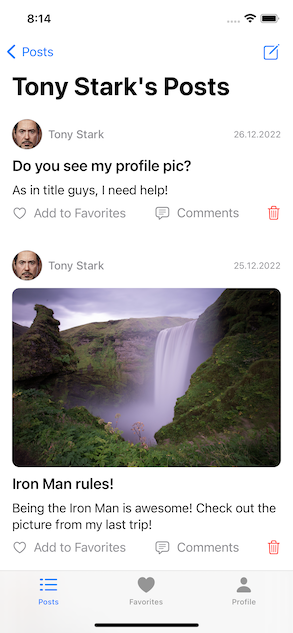 8:14
Posts
Tony Stark's Posts
Tony Stark 26.12.2022
Do you see my profile pic?
As in title guys, I need help!
Add to Favorites Comments
Tony Stark 25.12.2022
Iron Man rules!
Being the Iron Man is awesome! Check out the
picture from my last trip!
Add to Favorites Comments
Posts Favorites Profile